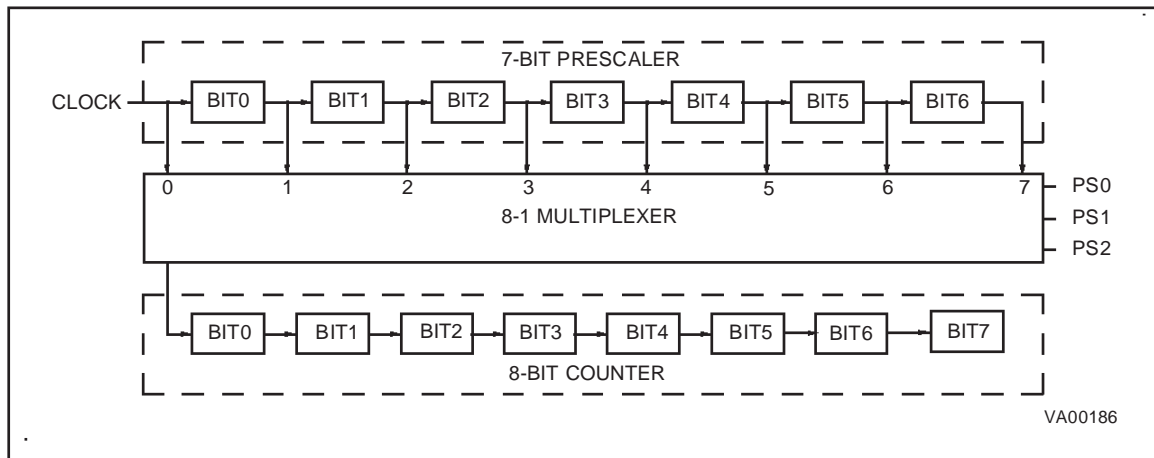 7-BIT PRESCALER
CLOCK BIT0 BIT1 BIT2 BIT3 BIT4 BIT5 BIT6
0 1 2 3 4 5 6 7 PS0
8-1 MULTIPLEXER PS1
PS2
BIT0 BIT1 BIT2 BIT3 BIT4 BIT5 BIT6 BIT7
8-BIT COUNTER
VA00186